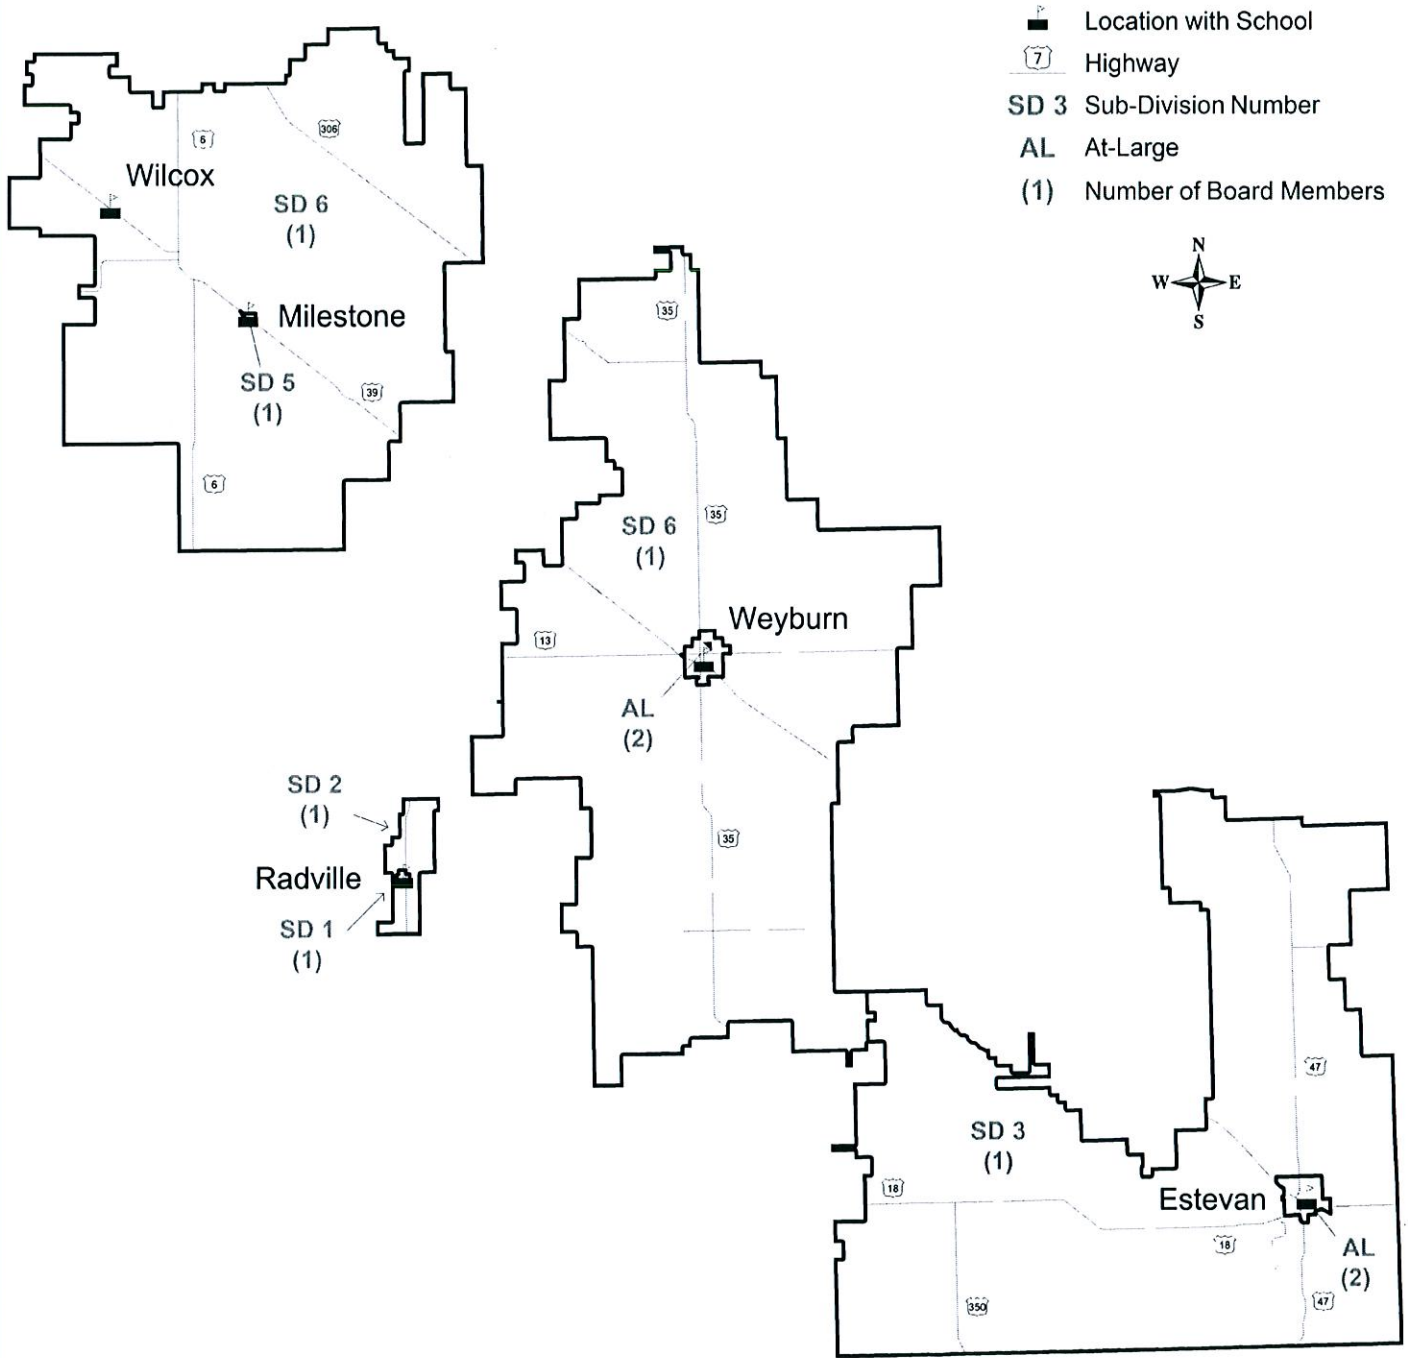 Location with School
7
Highway
SD 3
Sub-Division Number
AL
At-Large
(1)
Number of Board Members
N
W
E
S
6
306
Wilcox
SD 6
(1)
Milestone
SD 5
(1)
39
6
35
SD 6
(1)
35
Weyburn
13
AL
(2)
SD 2
(1)
35
Radville
SD 1
(1)
47
SD 3
(1)
18
Estevan
18
AL
(2)
350
47